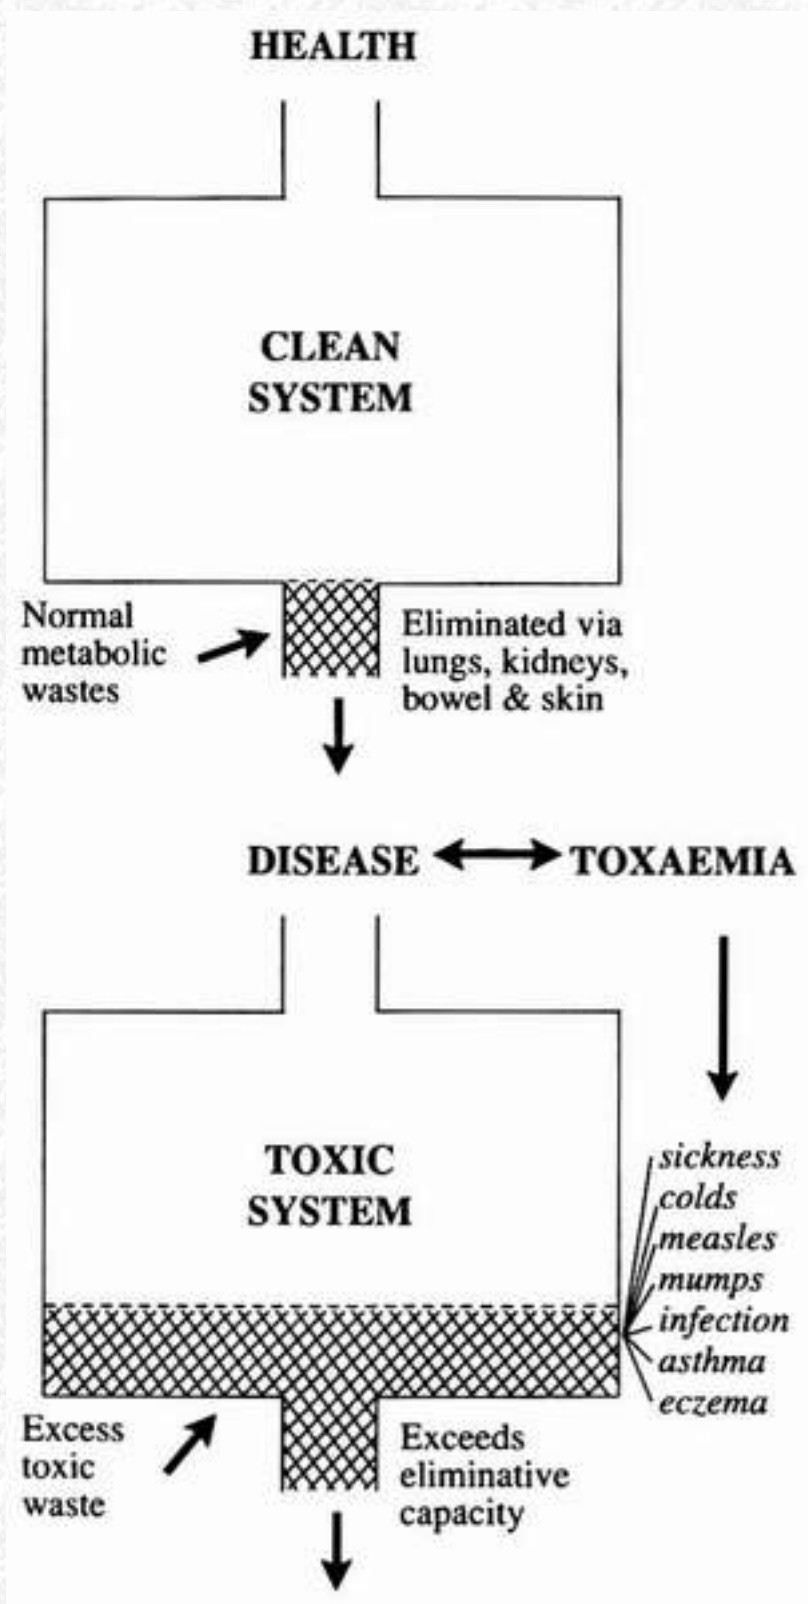 HEALTH
CLEAN
SYSTEM
Normal
metabolic
wastes
Eliminated via
lungs, kidneys,
bowel & skin
DISEASE
TOXAEMIA
TOXIC
SYSTEM
sickness
colds
measles
mumps
infection
asthma
eczema
Excess
toxic
waste
Exceeds
eliminative
capacity